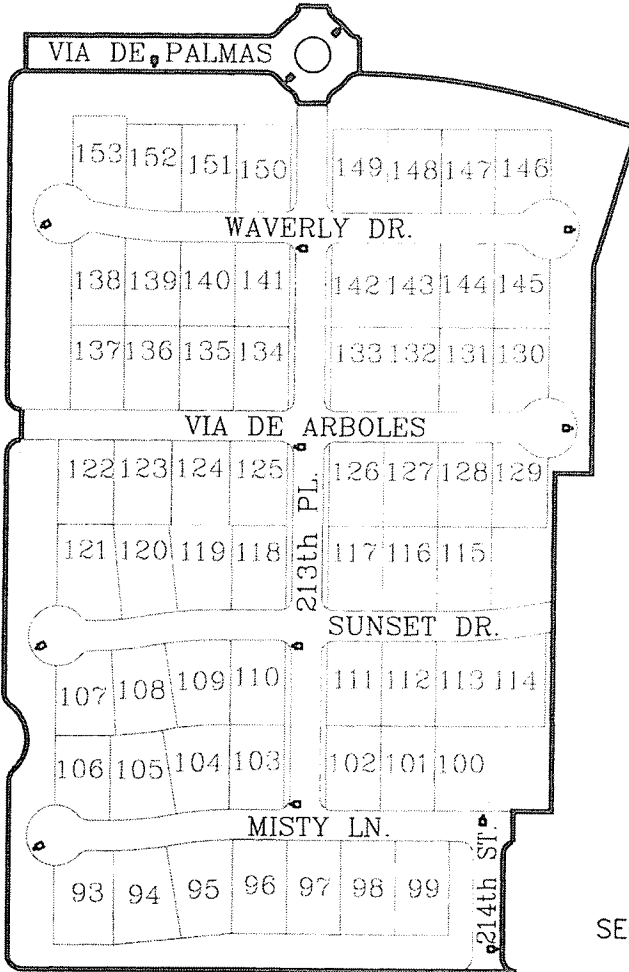 VIA DE PALMAS
153 152 151 150 149 148 147 146
WAVERLY DR.
138 139 140 141 142 143 144 145
137 136 135 134 133 132 131 130
VIA DE ARBOLES
122 123 124 125 126 127 128 129
213th PL.
121 120 119 118 117 116 115
SUNSET DR.
107 108 109 110 111 112 113 114
106 105 104 103 102 101 100
MISTY LN.
93 94 95 96 97 98 99
214th ST.
SE